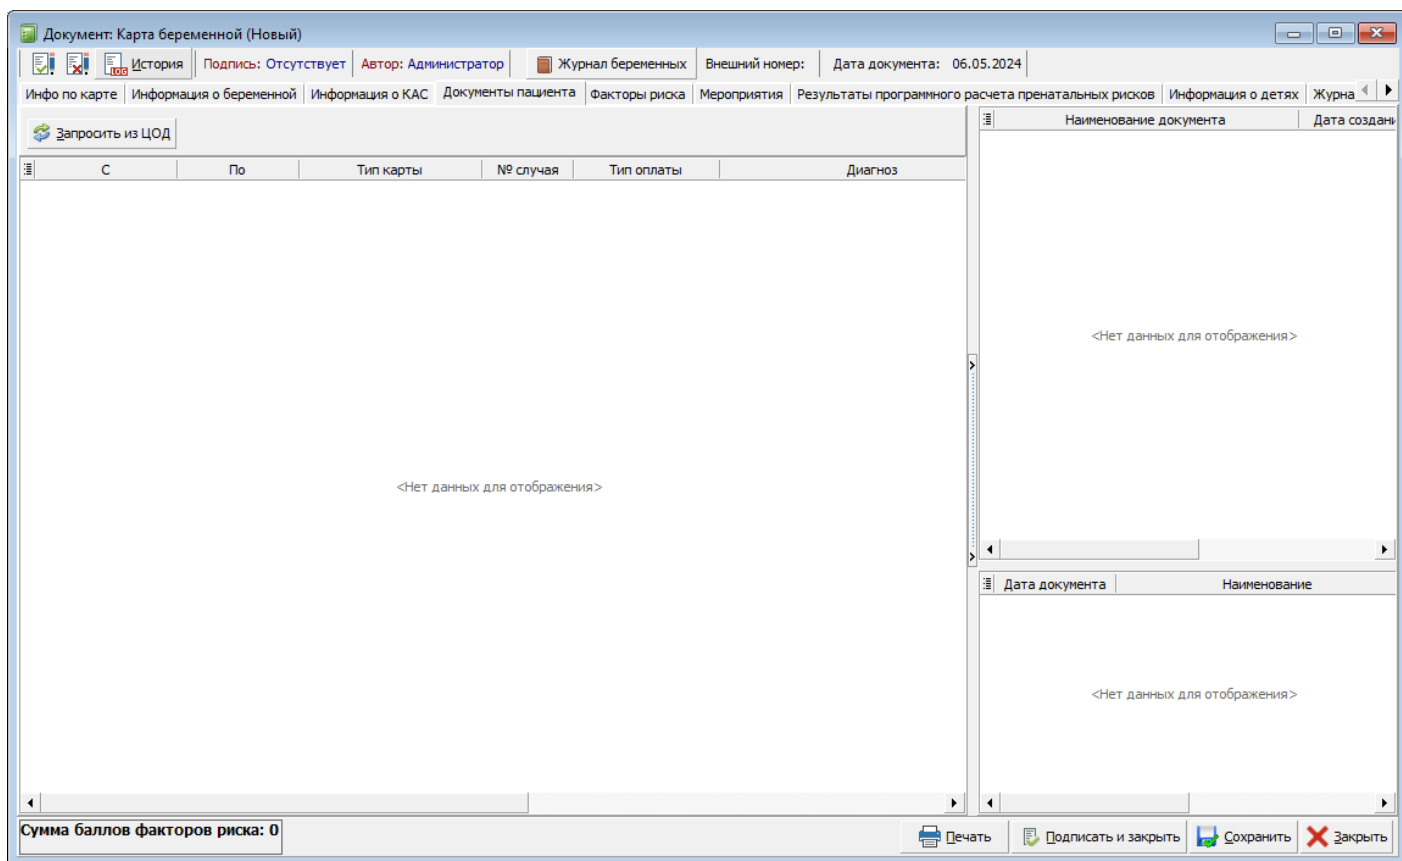 Документ: Карта беременной (Новый)
LOG История Подпись: Отсутствует Автор: Администратор Журнал беременных Внешний номер: Дата документа: 06.05.2024
Инфо по карте Информация о беременной Информация о КАС Документы пациента Факторы риска Мероприятия Результаты программного расчета пренатальных рисков Информация о детях Журна
Запросить из ЦОД
Наименование документа Дата создани
С По Тип карты № случая Тип оплаты Диагноз
<Нет данных для отображения>
<Нет данных для отображения>
Дата документа Наименование
<Нет данных для отображения>
Сумма баллов факторов риска: 0
Печать Подписать и закрыть Сохранить Закрыть